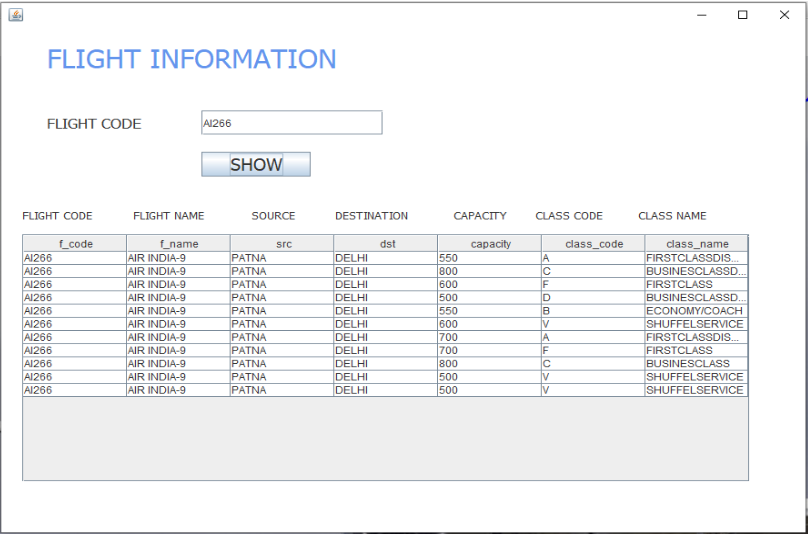 FLIGHT INFORMATION
FLIGHT CODE AI266
SHOW
FLIGHT CODE FLIGHT NAME SOURCE DESTINATION CAPACITY CLASS CODE CLASS NAME
f_code f_name src dst capacity class_code class_name
AI266 AIR INDIA-9 PATNA DELHI 550 A FIRSTCLASSDIS...
AI266 AIR INDIA-9 PATNA DELHI 800 C BUSINESCLASSD...
AI266 AIR INDIA-9 PATNA DELHI 600 F FIRSTCLASS
AI266 AIR INDIA-9 PATNA DELHI 500 D BUSINESCLASSD...
AI266 AIR INDIA-9 PATNA DELHI 550 B ECONOMY/COACH
AI266 AIR INDIA-9 PATNA DELHI 600 V SHUFFELSERVICE
AI266 AIR INDIA-9 PATNA DELHI 700 A FIRSTCLASSDIS...
AI266 AIR INDIA-9 PATNA DELHI 700 F FIRSTCLASS
AI266 AIR INDIA-9 PATNA DELHI 800 C BUSINESCLASS
AI266 AIR INDIA-9 PATNA DELHI 500 V SHUFFELSERVICE
AI266 AIR INDIA-9 PATNA DELHI 500 V SHUFFELSERVICE